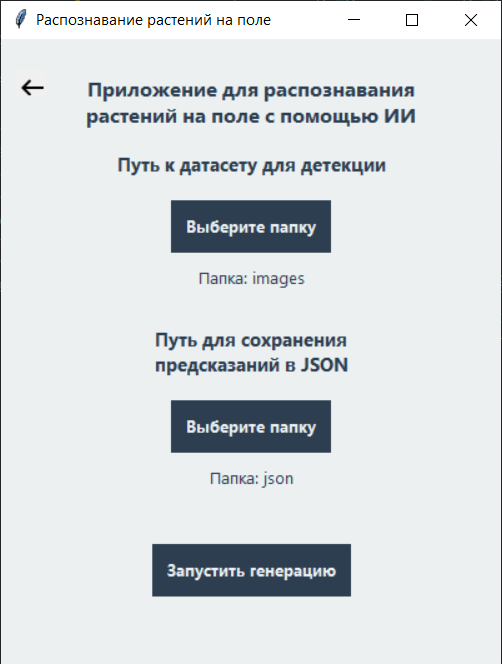 Распознавание растений на поле
Приложение для распознавания
растений на поле с помощью ИИ
Путь к датасету для детекции
Выберите папку
Папка: images
Путь для сохранения
предсказаний в JSON
Выберите папку
Папка: json
Запустить генерацию